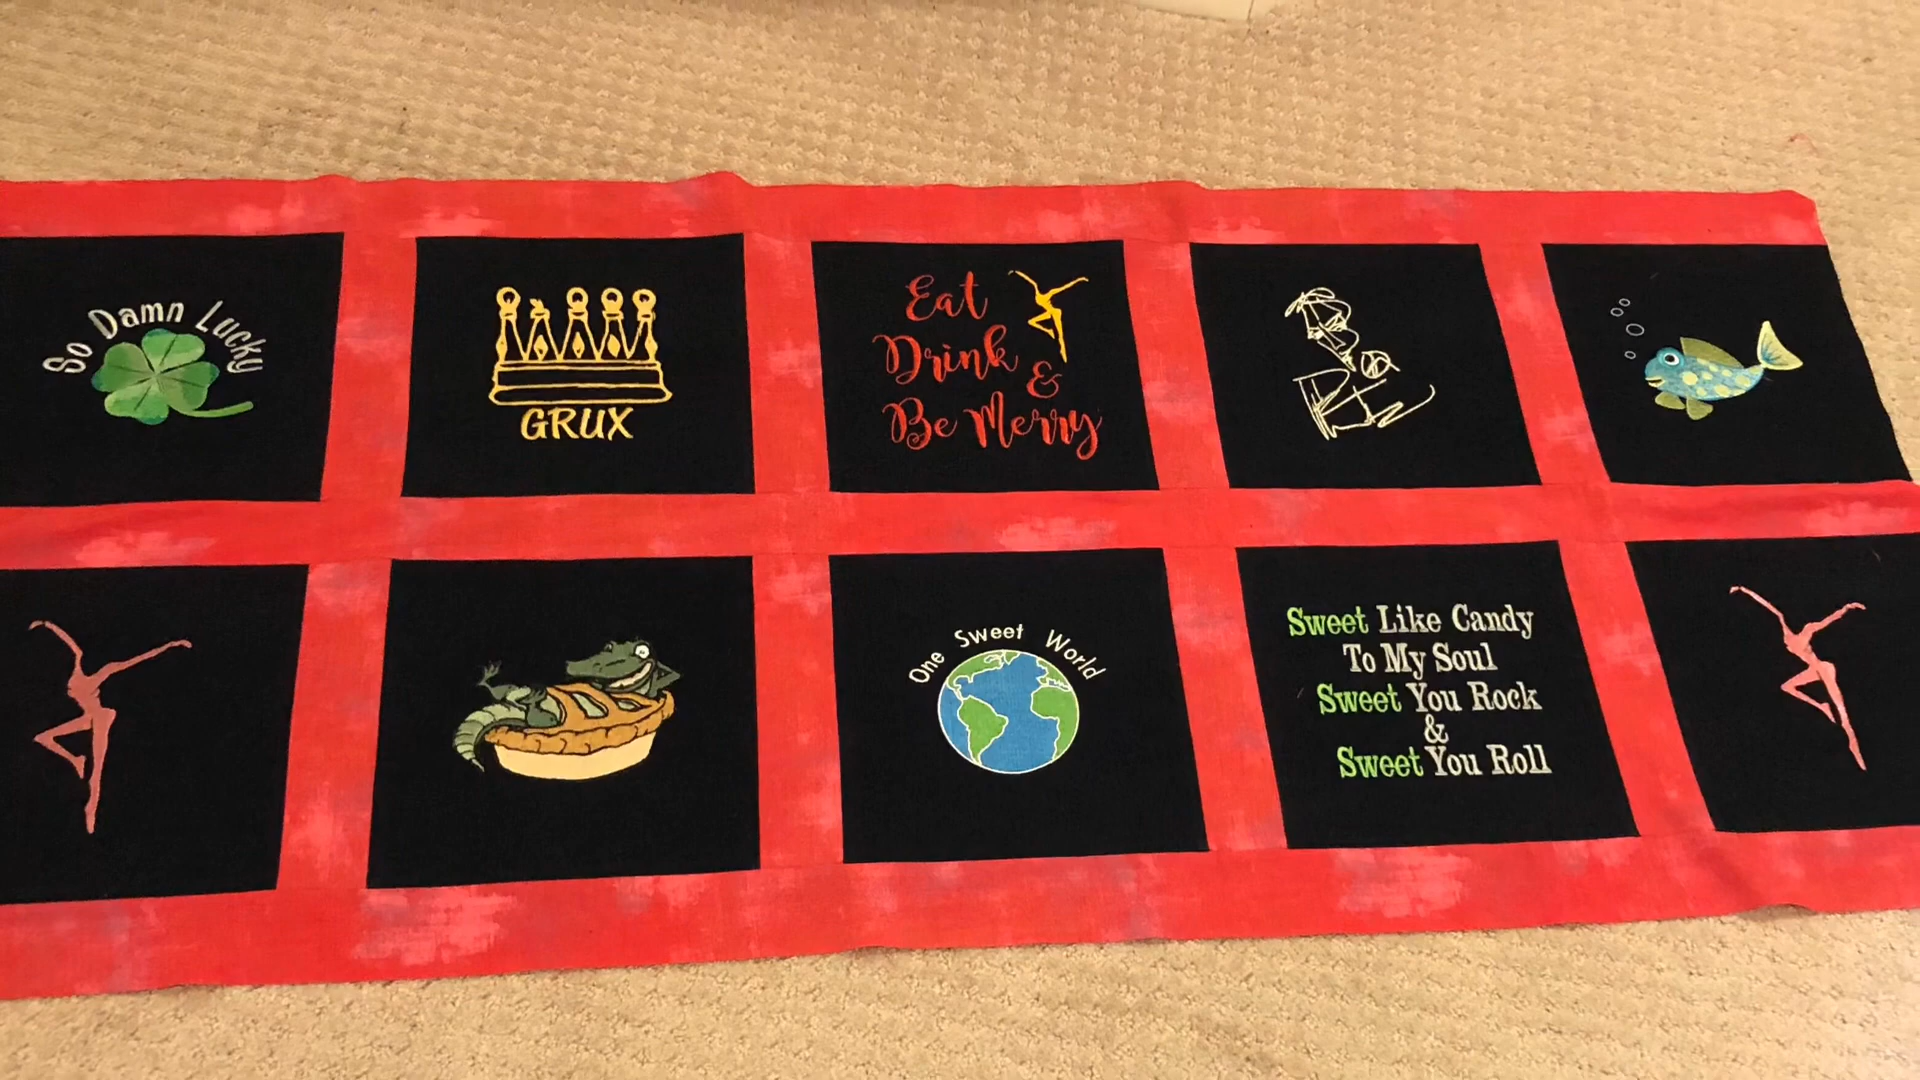 So Damn Lucky
GRUX
Eat
Drink
&
Be Merry
One Sweet World
Sweet Like Candy
To My Soul
Sweet You Rock
&
Sweet You Roll